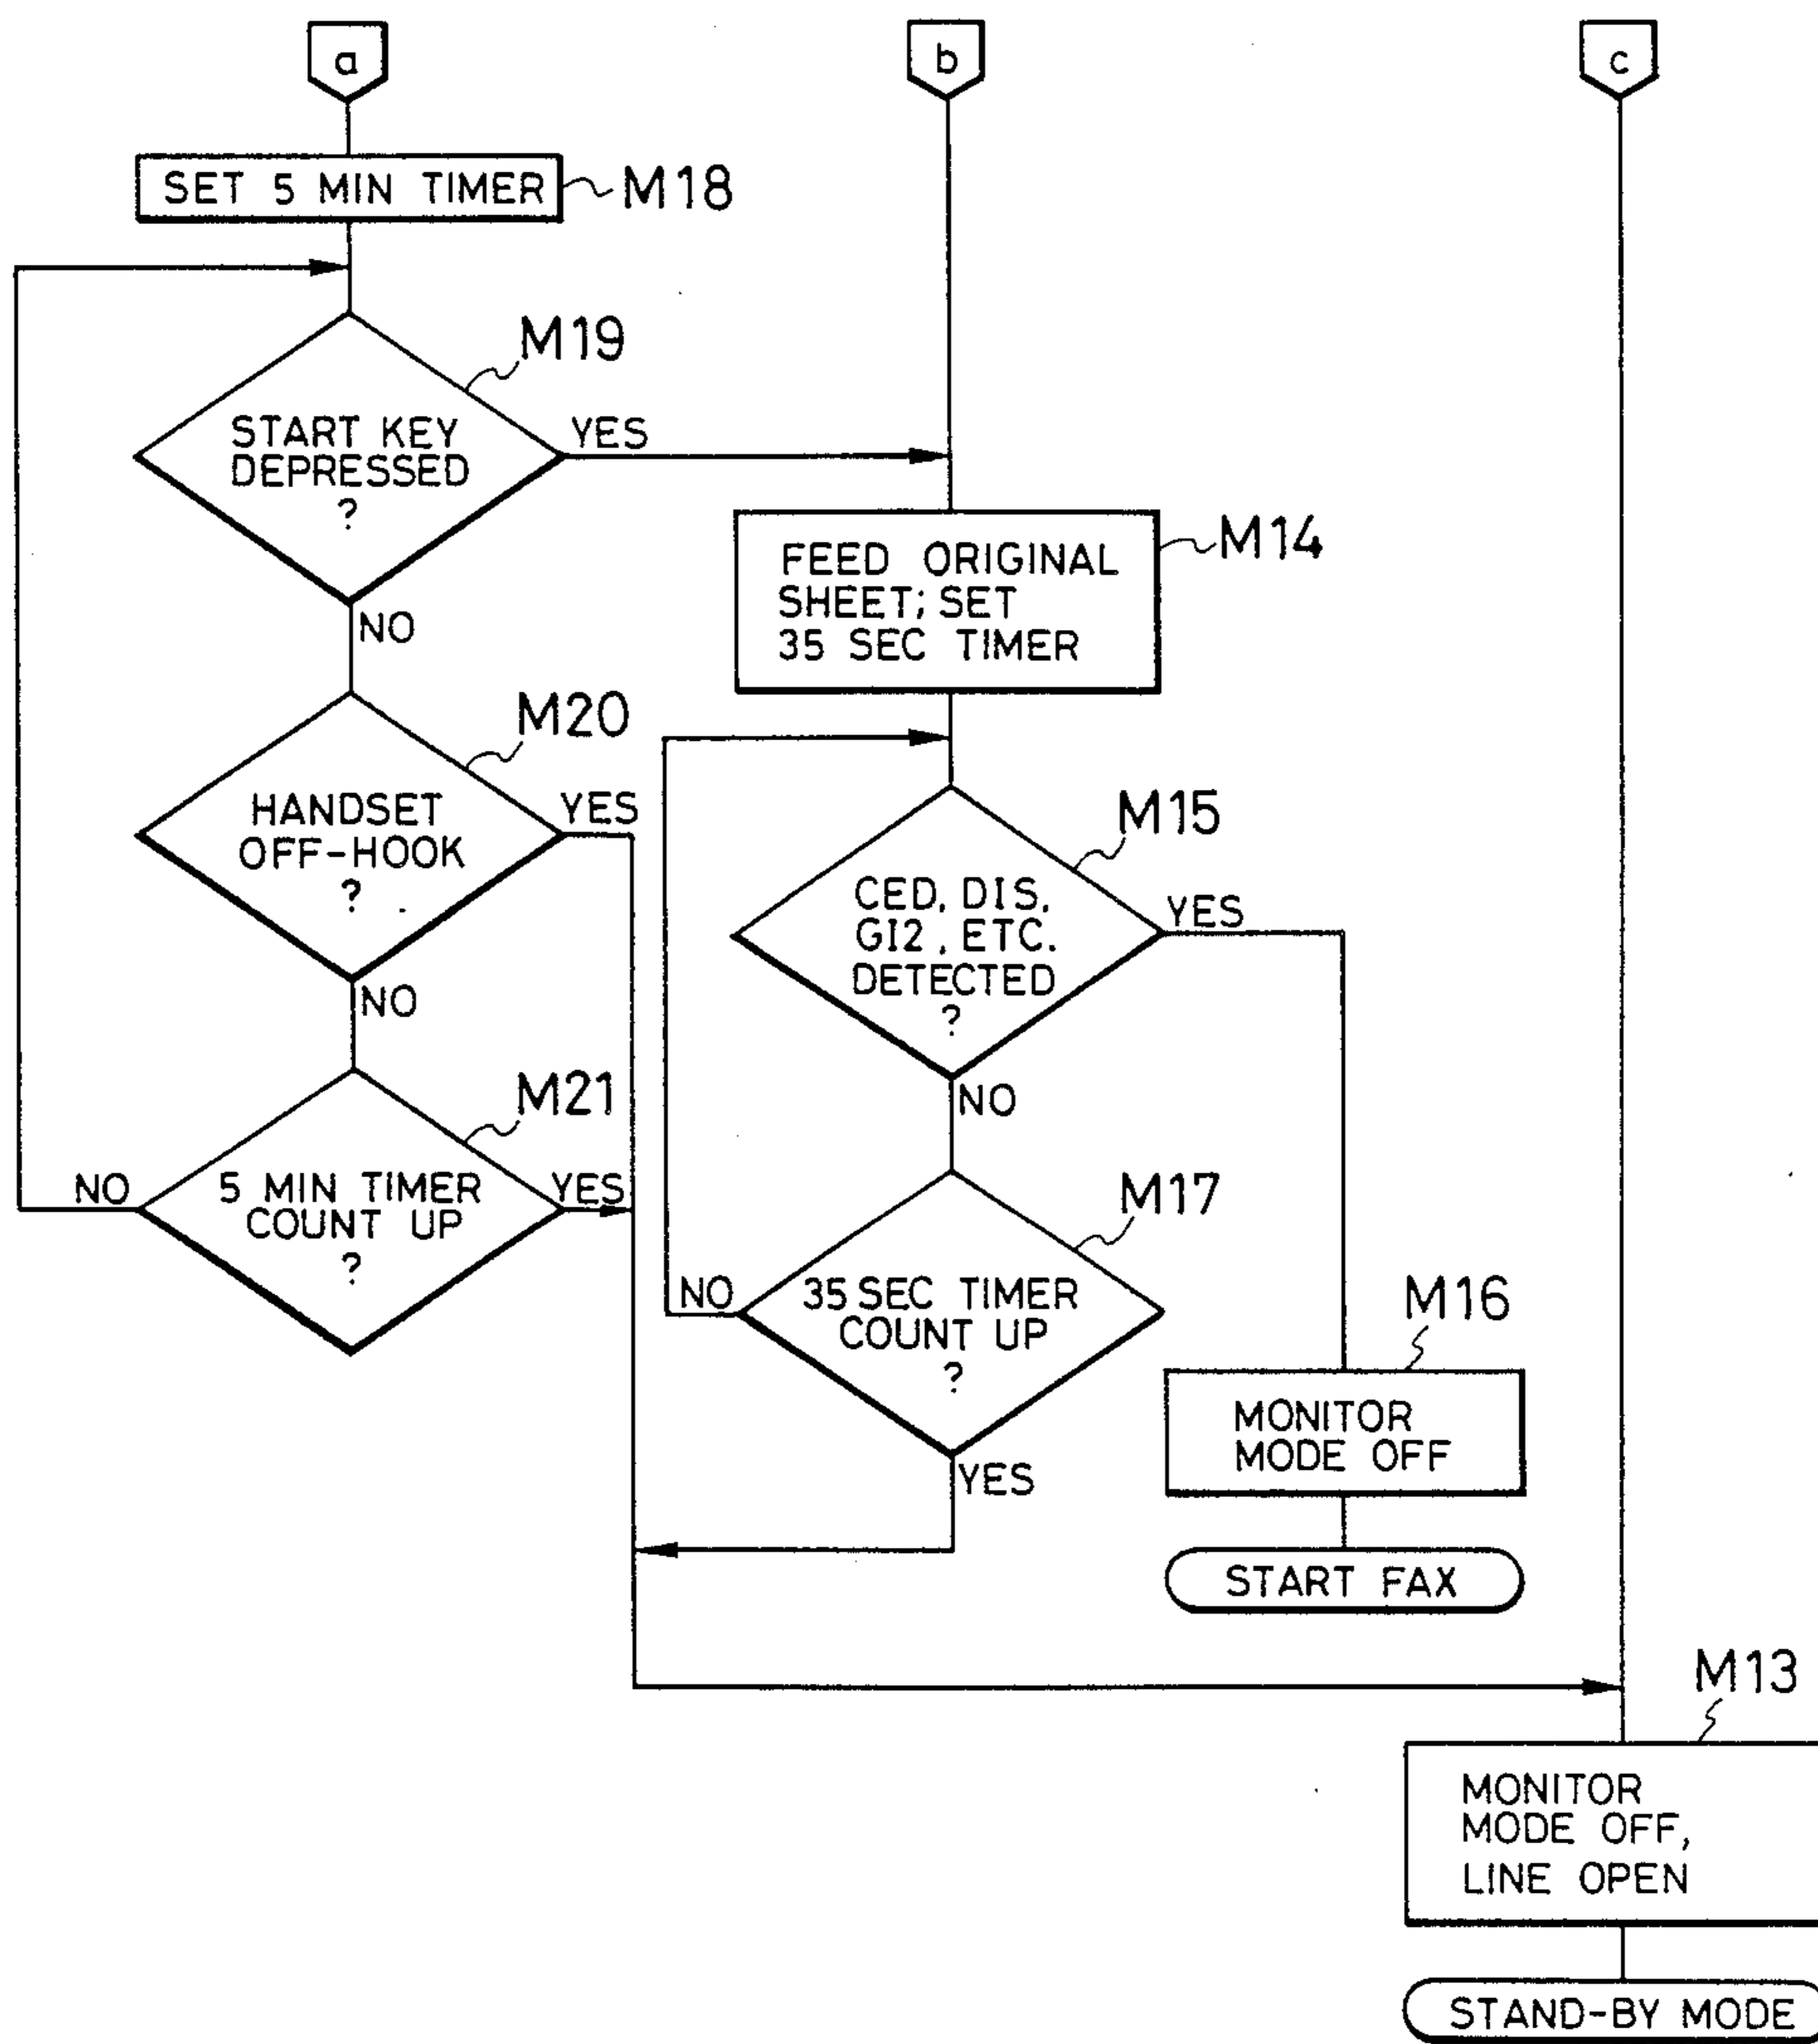 a
b
c
SET 5 MIN TIMER
M18
M19
START KEY
DEPRESSED
?
YES
NO
M14
FEED ORIGINAL
SHEET; SET
35 SEC TIMER
M20
HANDSET
OFF-HOOK
?
YES
NO
M15
CED, DIS,
GI2, ETC.
DETECTED
?
YES
NO
M21
5 MIN TIMER
COUNT UP
?
NO
YES
M17
35 SEC TIMER
COUNT UP
?
NO
YES
M16
MONITOR
MODE OFF
START FAX
M13
MONITOR
MODE OFF,
LINE OPEN
STAND-BY MODE